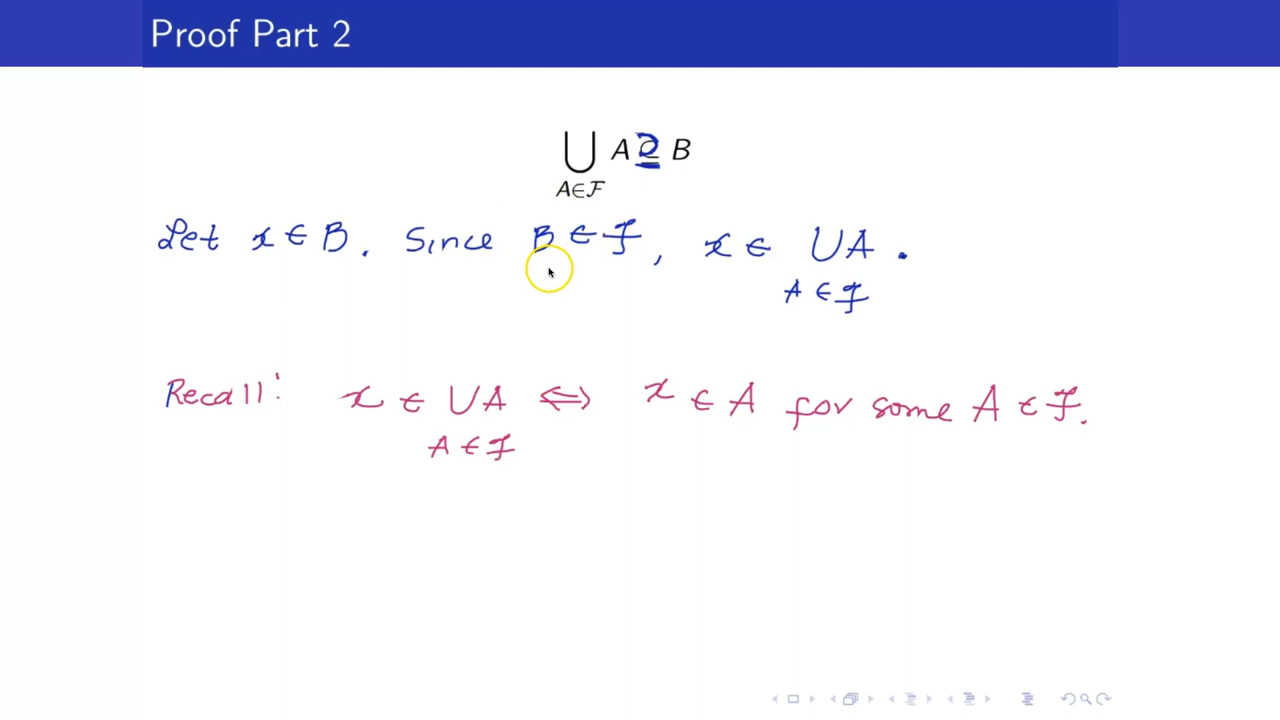 Proof Part 2
⋃ A ⊇ B
A∈ℱ
Let x ∈ B. Since B ∈ ℱ, x ∈ ∪A.
A ∈ ℱ
Recall: x ∈ ∪A ⇔ x ∈ A for some A ∈ ℱ.
A ∈ ℱ